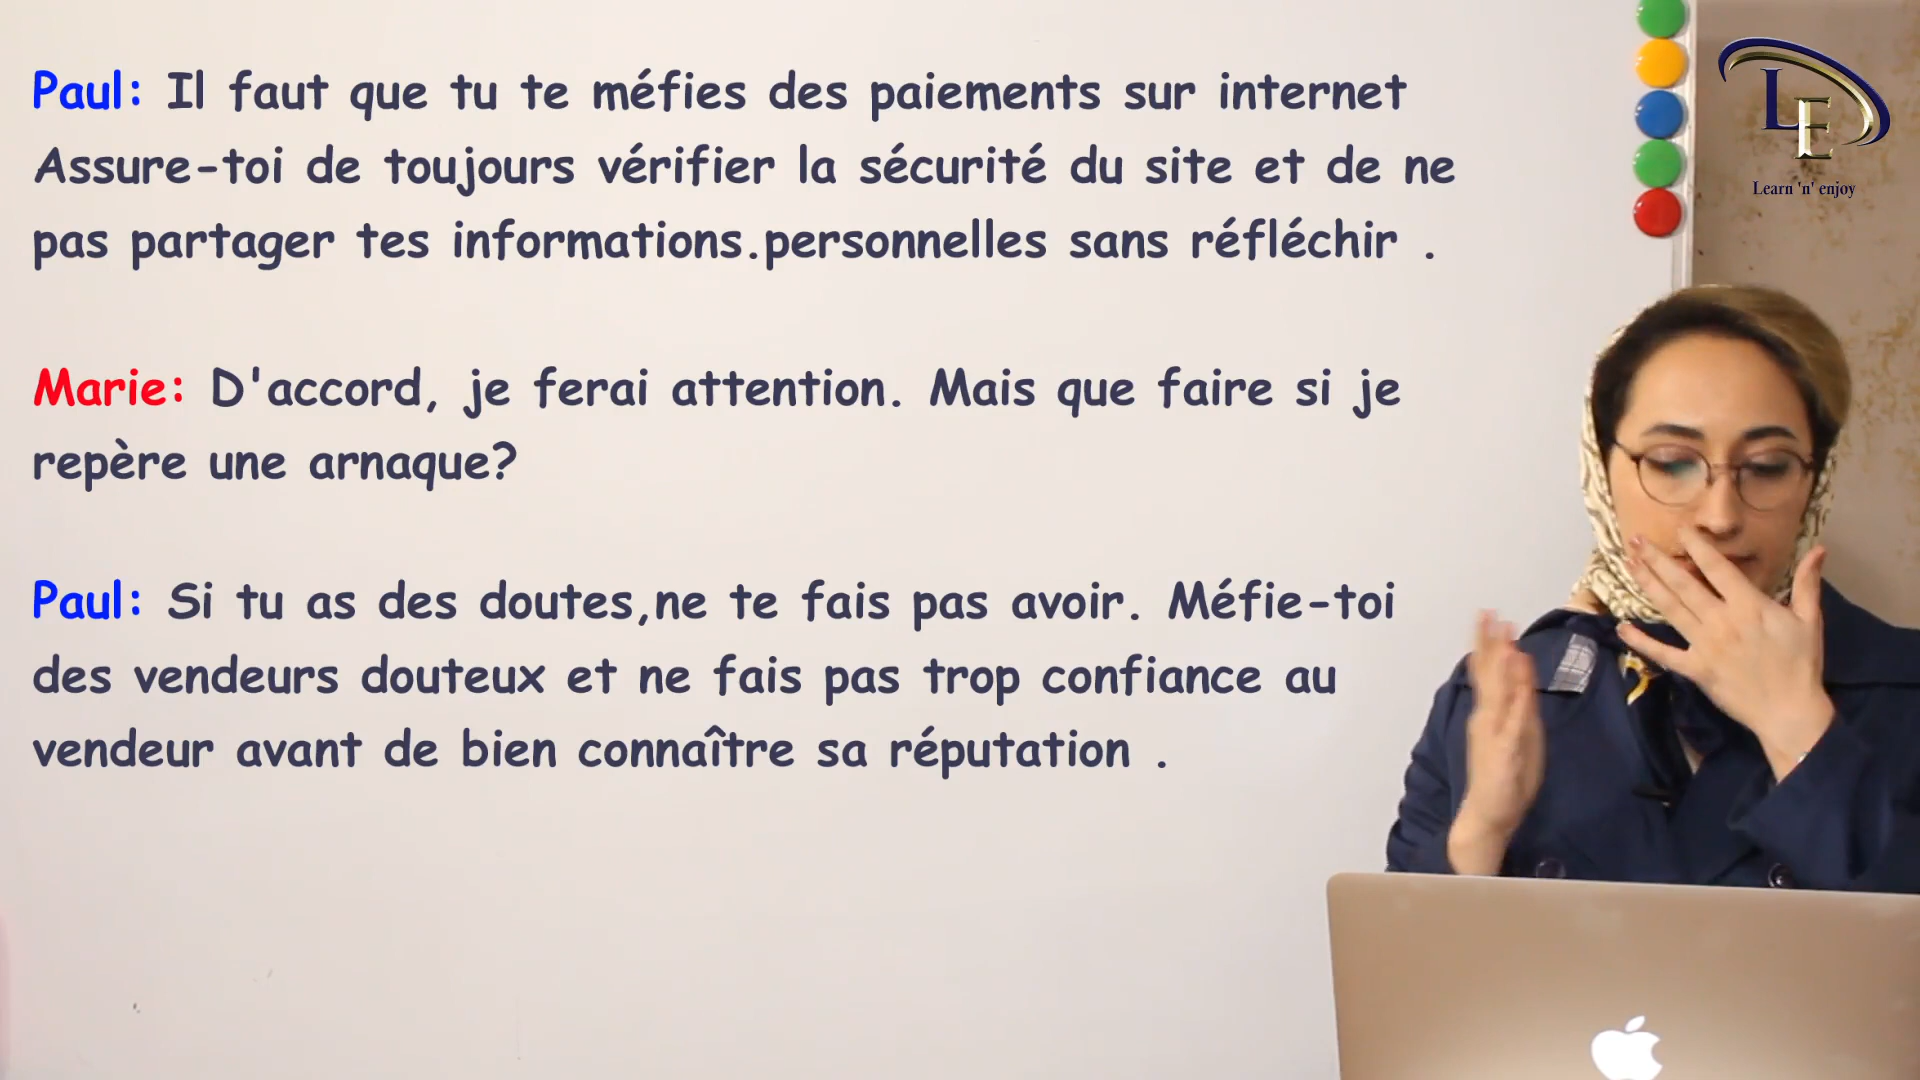 Paul: Il faut que tu te méfies des paiements sur internet
Assure-toi de toujours vérifier la sécurité du site et de ne
pas partager tes informations.personnelles sans réfléchir .
Marie: D'accord, je ferai attention. Mais que faire si je
repère une arnaque?
Paul: Si tu as des doutes,ne te fais pas avoir. Méfie-toi
des vendeurs douteux et ne fais pas trop confiance au
vendeur avant de bien connaître sa réputation .
LE
Learn 'n' enjoy